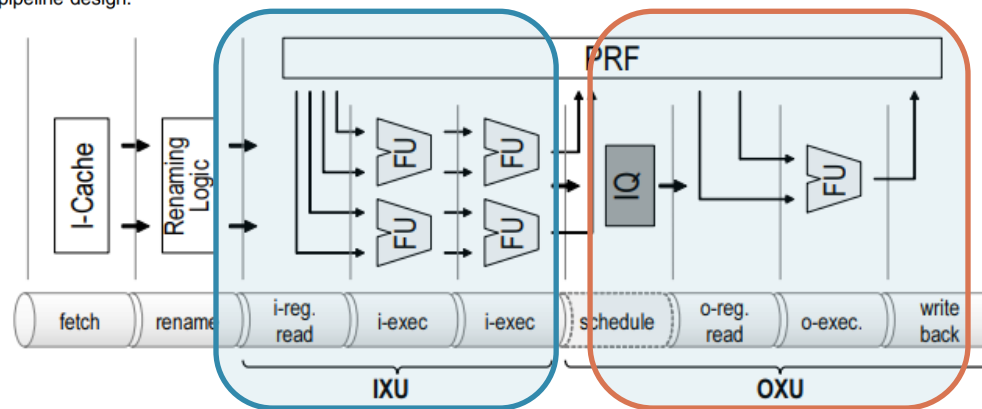 pipeline design.
PRF
I-Cache
Renaming
Logic
FU
FU
FU
FU
IQ
FU
fetch
rename
i-reg.
read
i-exec
i-exec
schedule
o-reg.
read
o-exec.
write
back
IXU
OXU